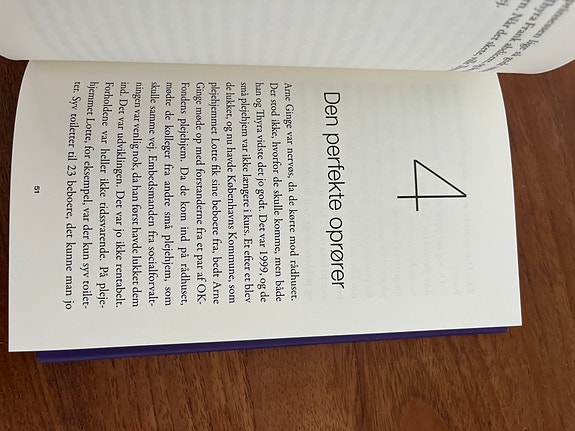 Thyra Frank
4
Den perfekte oprører
Arne Ginge var nervøs, da de kørte mod rådhuset.
Der stod ikke, hvorfor de skulle komme, men både
han og Thyra vidste det jo godt. Det var 1999, og de
små plejehjem var ikke længere i kurs. Et efter et blev
de lukket, og nu havde Københavns Kommune, som
plejehjemmet Lotte fik sine beboere fra, bedt Arne
Ginge møde op med forstanderne fra et par af OK-
Fondens plejehjem. Da de kom ind på rådhuset,
mødte de kolleger fra andre små plejehjem, som
skulle samme vej. Embedsmanden fra socialforvalt-
ningen var venlig nok, da han først havde lukket dem
ind. Det var udviklingen. Det var jo ikke rentabelt.
Forholdene var heller ikke tidssvarende. På pleje-
hjemmet Lotte, for eksempel, var der kun syv toilet-
ter. Syv toiletter til 23 beboere, det kunne man jo
51